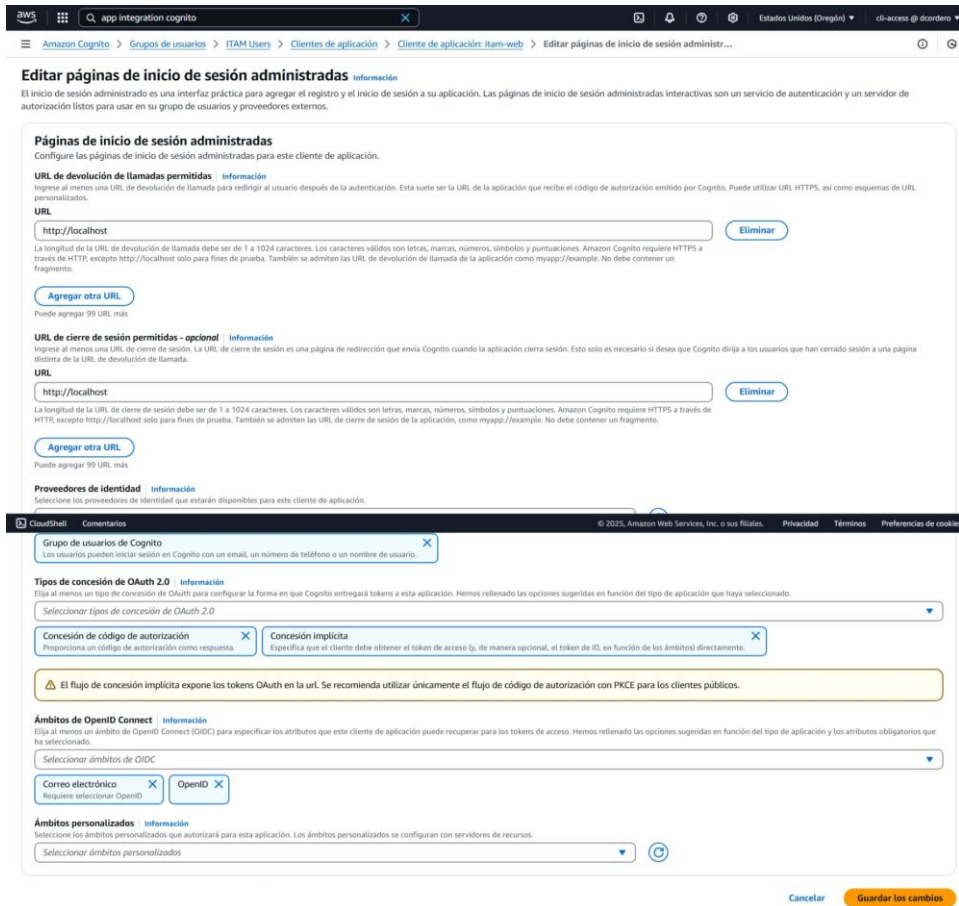 aws
app integration cognito
Estados Unidos (Oregón)
cli-access @ dcordero
Amazon Cognito > Grupos de usuarios > ITAM Users > Clientes de aplicación > Cliente de aplicación: itam-web > Editar páginas de inicio de sesión administr...
Editar páginas de inicio de sesión administradas Información
El inicio de sesión administrado es una interfaz práctica para agregar el registro y el inicio de sesión a su aplicación. Las páginas de inicio de sesión administradas interactivas son un servicio de autenticación y un servidor de
autorización listos para usar en su grupo de usuarios y proveedores externos.
Páginas de inicio de sesión administradas
Configure las páginas de inicio de sesión administradas para este cliente de aplicación.
URL de devolución de llamadas permitidas | Información
Ingrese al menos una URL de devolución de llamada para redirigir al usuario después de la autenticación. Esta suele ser la URL de la aplicación que recibe el código de autorización emitido por Cognito. Puede utilizar URL HTTPS, así como esquemas de URL
personalizados.
URL
http://localhost
Eliminar
La longitud de la URL de devolución de llamada debe ser de 1 a 1024 caracteres. Los caracteres válidos son letras, marcas, números, símbolos y puntuaciones. Amazon Cognito requiere HTTPS a
través de HTTP, excepto http://localhost solo para fines de prueba. También se admiten las URL de devolución de llamada de la aplicación como myapp://example. No debe contener un
fragmento.
Agregar otra URL
Puede agregar 99 URL más
URL de cierre de sesión permitidas - opcional | Información
Ingrese al menos una URL de cierre de sesión. La URL de cierre de sesión es una página de redirección que envía Cognito cuando la aplicación cierra sesión. Esto solo es necesario si desea que Cognito dirija a los usuarios que han cerrado sesión a una página
distinta de la URL de devolución de llamada.
URL
http://localhost
Eliminar
La longitud de la URL de cierre de sesión debe ser de 1 a 1024 caracteres. Los caracteres válidos son letras, marcas, números, símbolos y puntuaciones. Amazon Cognito requiere HTTPS a través de
HTTP, excepto http://localhost solo para fines de prueba. También se admiten las URL de cierre de sesión de la aplicación, como myapp://example. No debe contener un fragmento.
Agregar otra URL
Puede agregar 99 URL más
Proveedores de identidad | Información
Seleccione los proveedores de identidad que estarán disponibles para este cliente de aplicación.
CloudShell Comentarios © 2025, Amazon Web Services, Inc. o sus filiales. Privacidad Términos Preferencias de cookie
Grupo de usuarios de Cognito
Los usuarios pueden iniciar sesión en Cognito con un email, un número de teléfono o un nombre de usuario.
Tipos de concesión de OAuth 2.0 | Información
Elija al menos un tipo de concesión de OAuth para configurar la forma en que Cognito entregará tokens a esta aplicación. Hemos rellenado las opciones sugeridas en función del tipo de aplicación que haya seleccionado.
Seleccionar tipos de concesión de OAuth 2.0
Concesión de código de autorización
Proporciona un código de autorización como respuesta.
Concesión implícita
Especifica que el cliente debe obtener el token de acceso (y, de manera opcional, el token de ID, en función de los ámbitos) directamente.
El flujo de concesión implícita expone los tokens OAuth en la url. Se recomienda utilizar únicamente el flujo de código de autorización con PKCE para los clientes públicos.
Ámbitos de OpenID Connect | Información
Elija al menos un ámbito de OpenID Connect (OIDC) para especificar los atributos que este cliente de aplicación puede recuperar para los tokens de acceso. Hemos rellenado las opciones sugeridas en función del tipo de aplicación y los atributos obligatorios que
ha seleccionado.
Seleccionar ámbitos de OIDC
Correo electrónico
Requiere seleccionar OpenID
OpenID
Ámbitos personalizados | Información
Seleccione los ámbitos personalizados que autorizará para esta aplicación. Los ámbitos personalizados se configuran con servidores de recursos.
Seleccionar ámbitos personalizados
Cancelar
Guardar los cambios